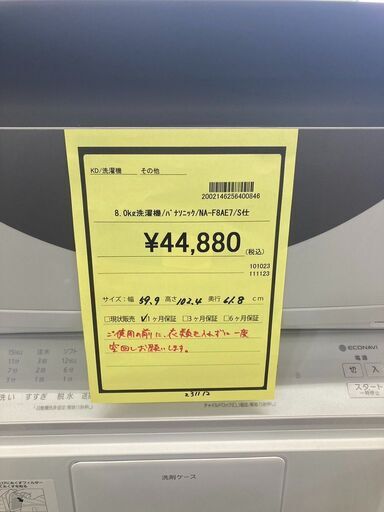 KD/洗濯機 その他
2002146256400846
8.0kg洗濯機/パナソニック/NA-F8AE7/S仕
¥44,880(税込)
101023
111123
サイズ:幅 59.9 高さ 102.4 奥行 61.8 cm
□現状販売 ☑1ヶ月保証 □3ヶ月保証 □6ヶ月保証
ご使用の前に、衣類を入れずに一度
空回しお願いします。
231112
ECONAVI
電源
切 入
スタート
一時停止
洗い すすぎ 脱水
洗剤ケース